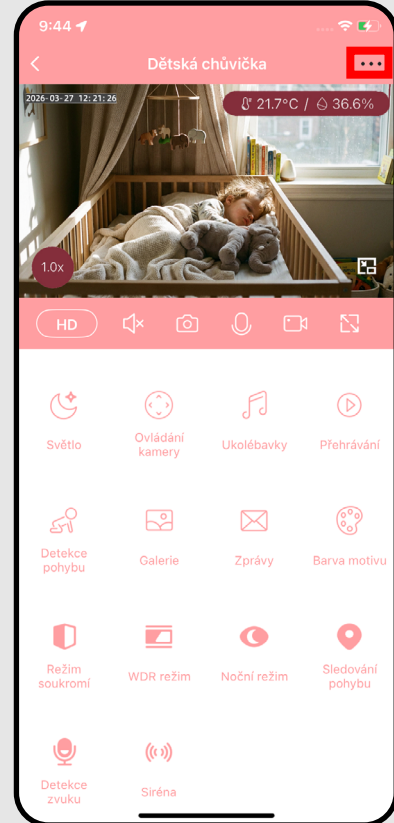 9:44
Dětská chůvička
2026-03-27 12:21:26
21.7°C / 36.6%
1.0x
HD
Světlo
Ovládání
kamery
Ukolébavky
Přehrávání
Detekce
pohybu
Galerie
Zprávy
Barva motivu
Režim
soukromí
WDR režim
Noční režim
Sledování
pohybu
Detekce
zvuku
Siréna